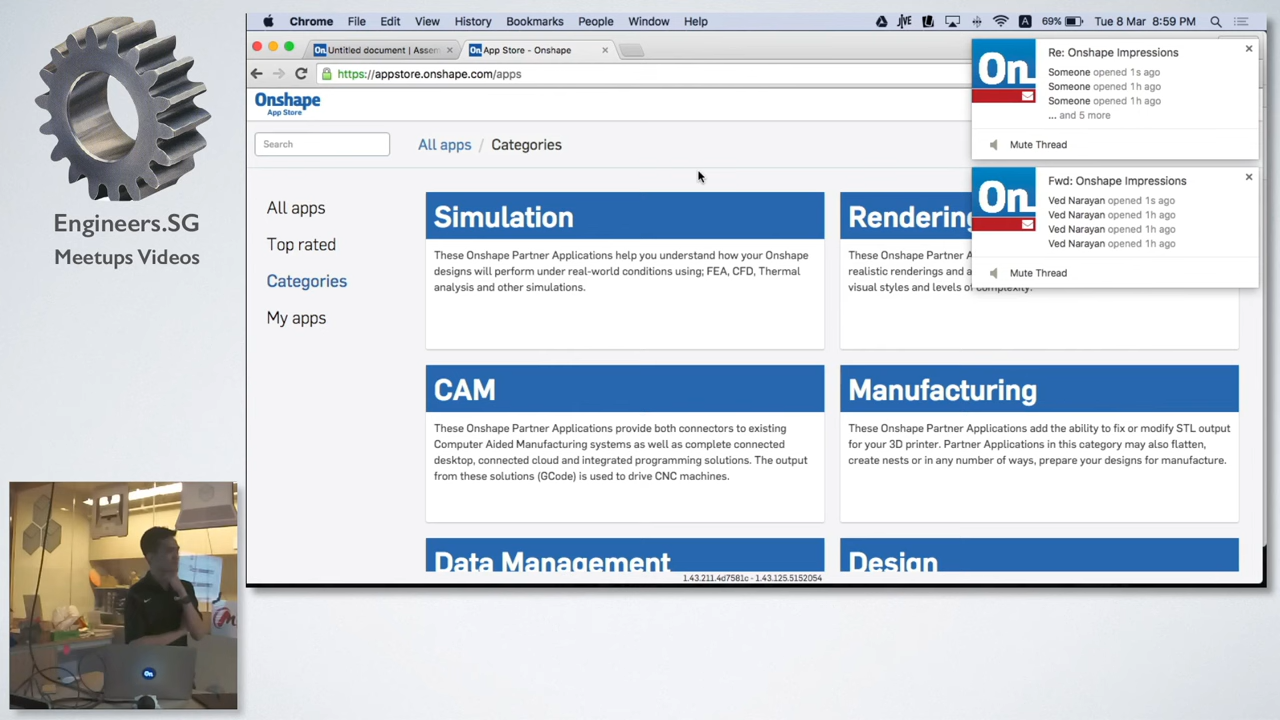 Engineers.SG
Meetups Videos
Chrome File Edit View History Bookmarks People Window Help
JIVE
A
69%
Tue 8 Mar 8:59 PM
On Untitled document | Assem
On App Store - Onshape
https://appstore.onshape.com/apps
Onshape
App Store
Search
All apps / Categories
All apps
Top rated
Categories
My apps
Simulation
These Onshape Partner Applications help you understand how your Onshape
designs will perform under real-world conditions using; FEA, CFD, Thermal
analysis and other simulations.
Rendering
These Onshape Partner A
realistic renderings and a
visual styles and levels of complexity.
CAM
These Onshape Partner Applications provide both connectors to existing
Computer Aided Manufacturing systems as well as complete connected
desktop, connected cloud and integrated programming solutions. The output
from these solutions (GCode) is used to drive CNC machines.
Manufacturing
These Onshape Partner Applications add the ability to fix or modify STL output
for your 3D printer. Partner Applications in this category may also flatten,
create nests or in any number of ways, prepare your designs for manufacture.
Data Management
Design
1.43.211.4d7581c - 1.43.125.5152054
On
Re: Onshape Impressions
Someone opened 1s ago
Someone opened 1h ago
Someone opened 1h ago
... and 5 more
Mute Thread
On
Fwd: Onshape Impressions
Ved Narayan opened 1s ago
Ved Narayan opened 1h ago
Ved Narayan opened 1h ago
Ved Narayan opened 1h ago
Mute Thread
On